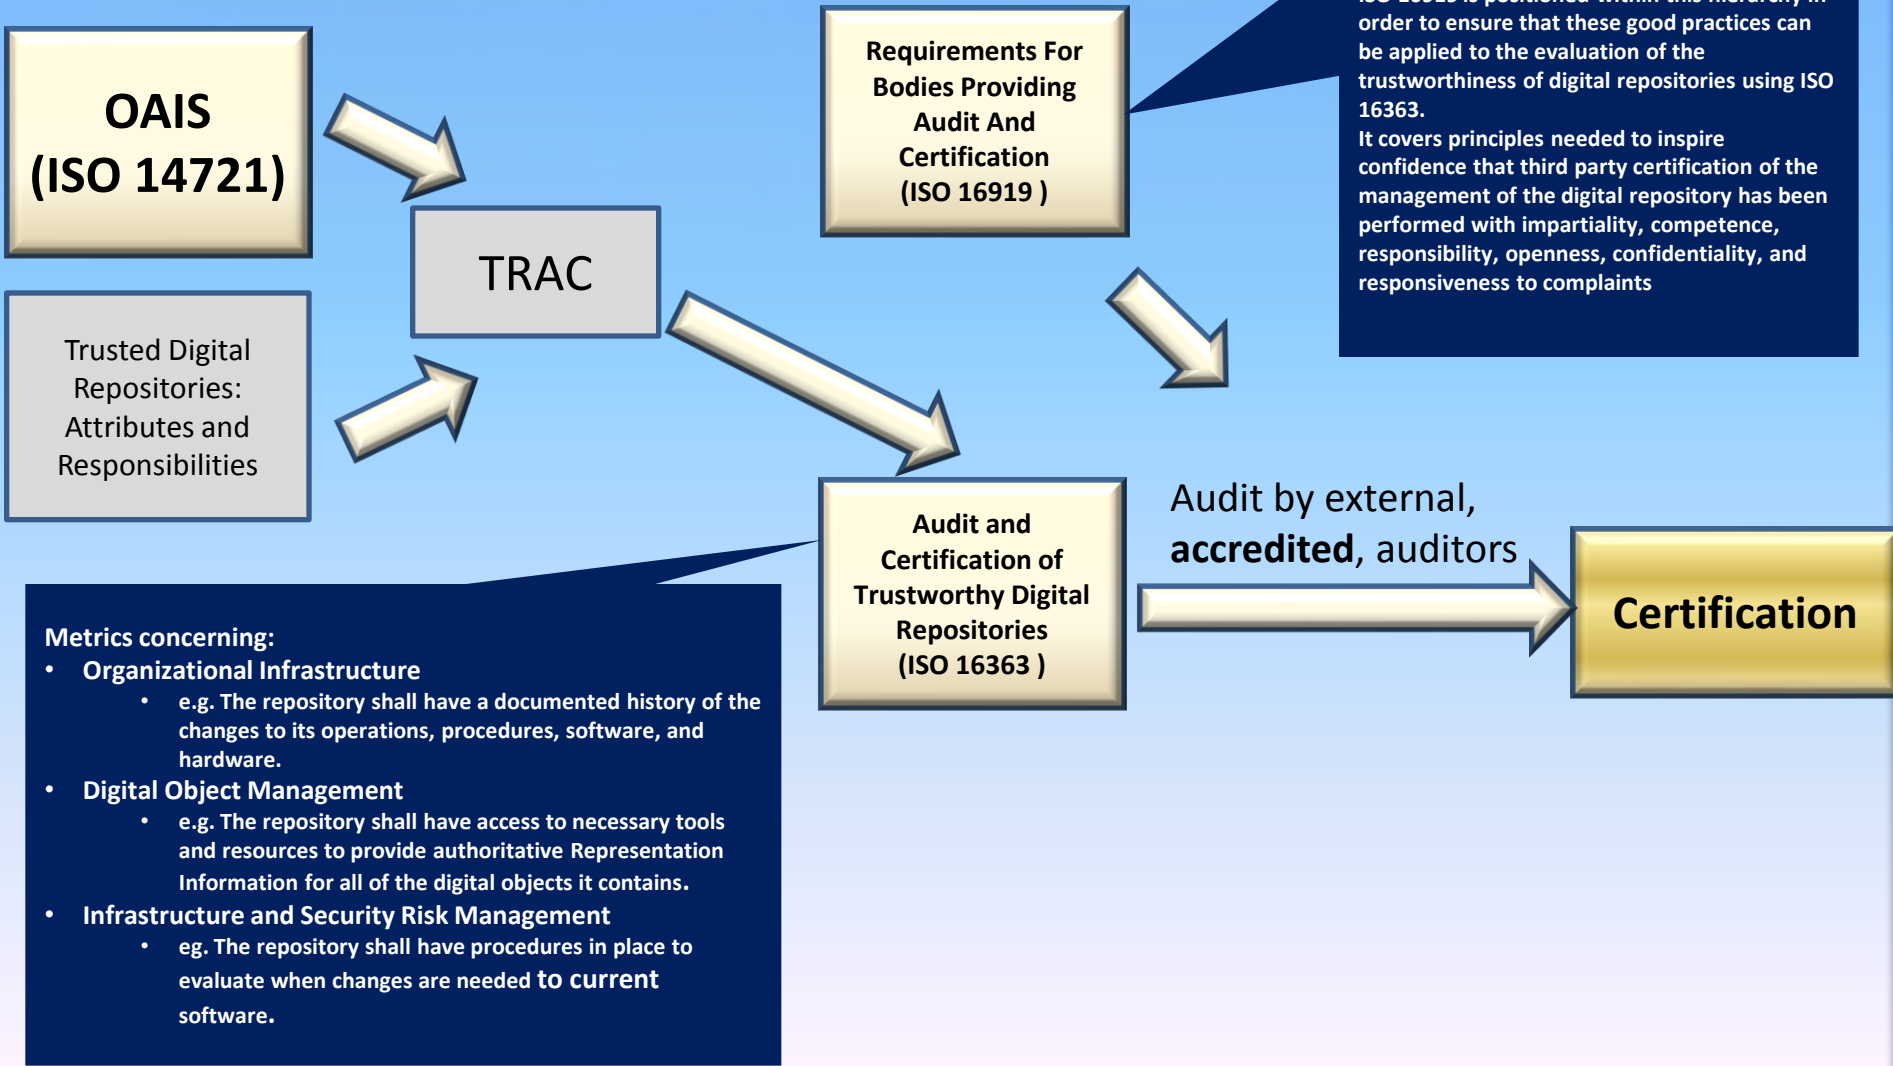 OAIS
(ISO 14721)
Trusted Digital
Repositories:
Attributes and
Responsibilities
TRAC
Requirements For
Bodies Providing
Audit And
Certification
(ISO 16919 )
ISO 16919 is positioned within this hierarchy in
order to ensure that these good practices can
be applied to the evaluation of the
trustworthiness of digital repositories using ISO
16363.
It covers principles needed to inspire
confidence that third party certification of the
management of the digital repository has been
performed with impartiality, competence,
responsibility, openness, confidentiality, and
responsiveness to complaints
Audit and
Certification of
Trustworthy Digital
Repositories
(ISO 16363 )
Audit by external,
accredited, auditors
Certification
Metrics concerning:
• Organizational Infrastructure
• e.g. The repository shall have a documented history of the
changes to its operations, procedures, software, and
hardware.
• Digital Object Management
• e.g. The repository shall have access to necessary tools
and resources to provide authoritative Representation
Information for all of the digital objects it contains.
• Infrastructure and Security Risk Management
• eg. The repository shall have procedures in place to
evaluate when changes are needed to current
software.